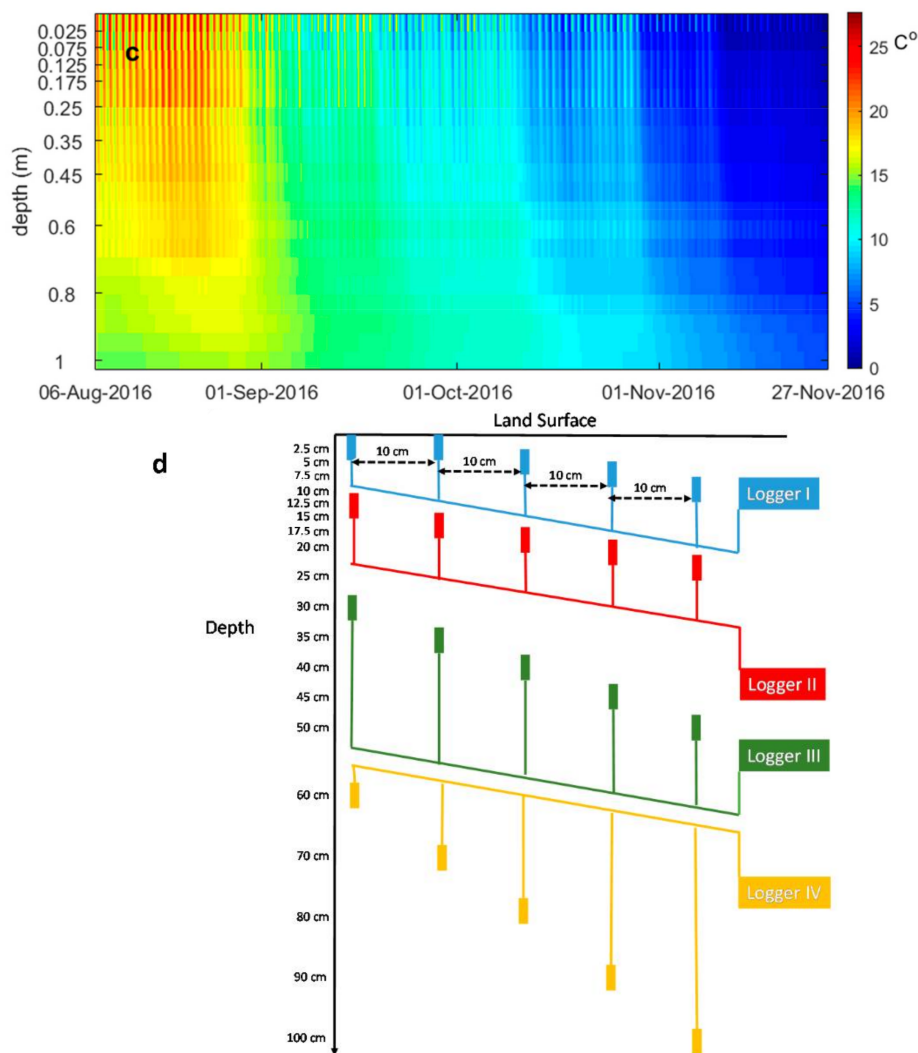 c
0.025
0.075
0.125
0.175
0.25
0.35
0.45
0.6
0.8
1
depth (m)
06-Aug-2016 01-Sep-2016 01-Oct-2016 01-Nov-2016 27-Nov-2016
25
20
15
10
5
0
C°
d
Land Surface
2.5 cm
5 cm
7.5 cm
10 cm
12.5 cm
15 cm
17.5 cm
20 cm
25 cm
30 cm
35 cm
40 cm
45 cm
50 cm
60 cm
70 cm
80 cm
90 cm
100 cm
Depth
10 cm
10 cm
10 cm
10 cm
Logger I
Logger II
Logger III
Logger IV